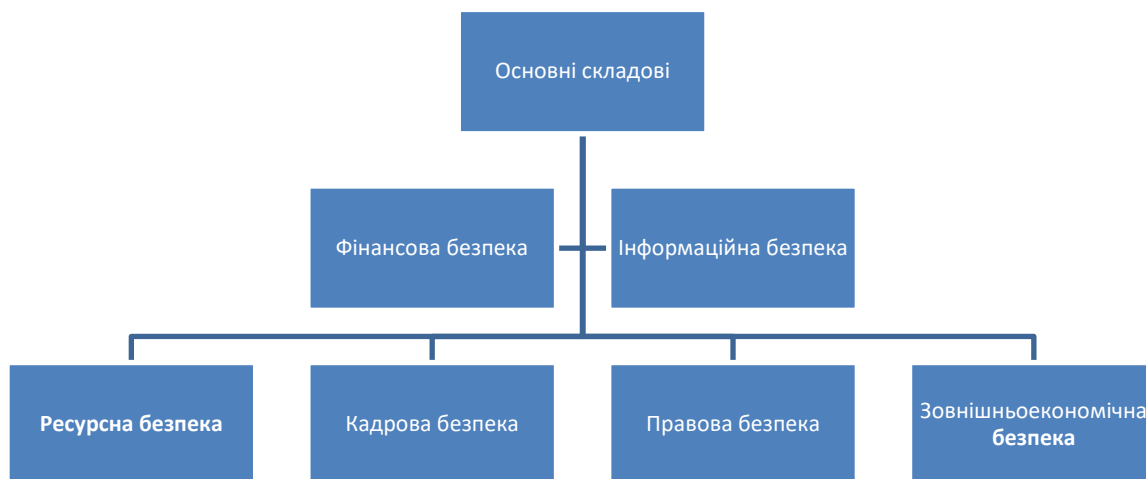 Основні складові
Фінансова безпека
Інформаційна безпека
Ресурсна безпека
Кадрова безпека
Правова безпека
Зовнішньоекономічна
безпека